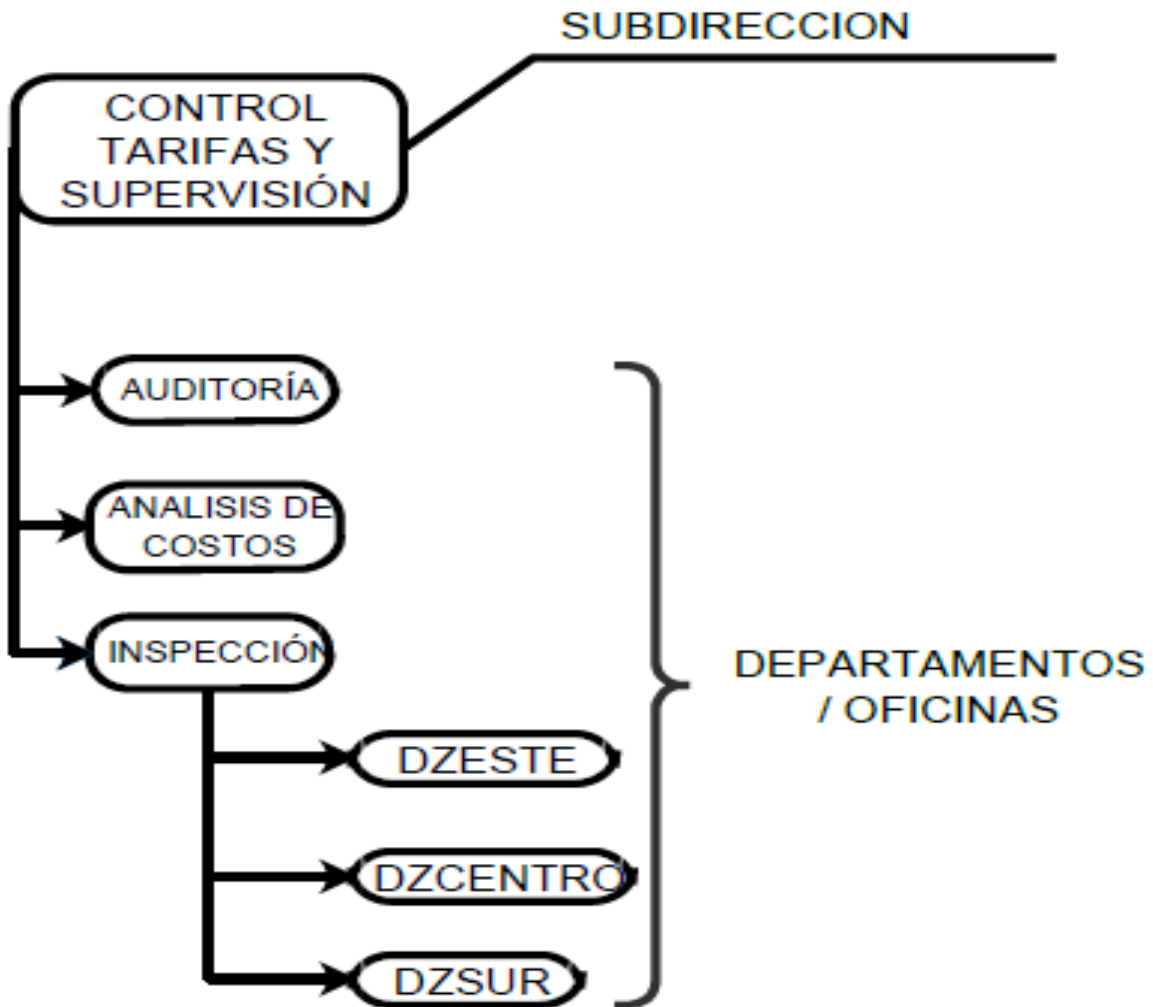 SUBDIRECCION
CONTROL
TARIFAS Y
SUPERVISIÓN
AUDITORÍA
ANALISIS DE
COSTOS
INSPECCIÓN
DEPARTAMENTOS
/ OFICINAS
DZESTE
DZCENTRO
DZSUR